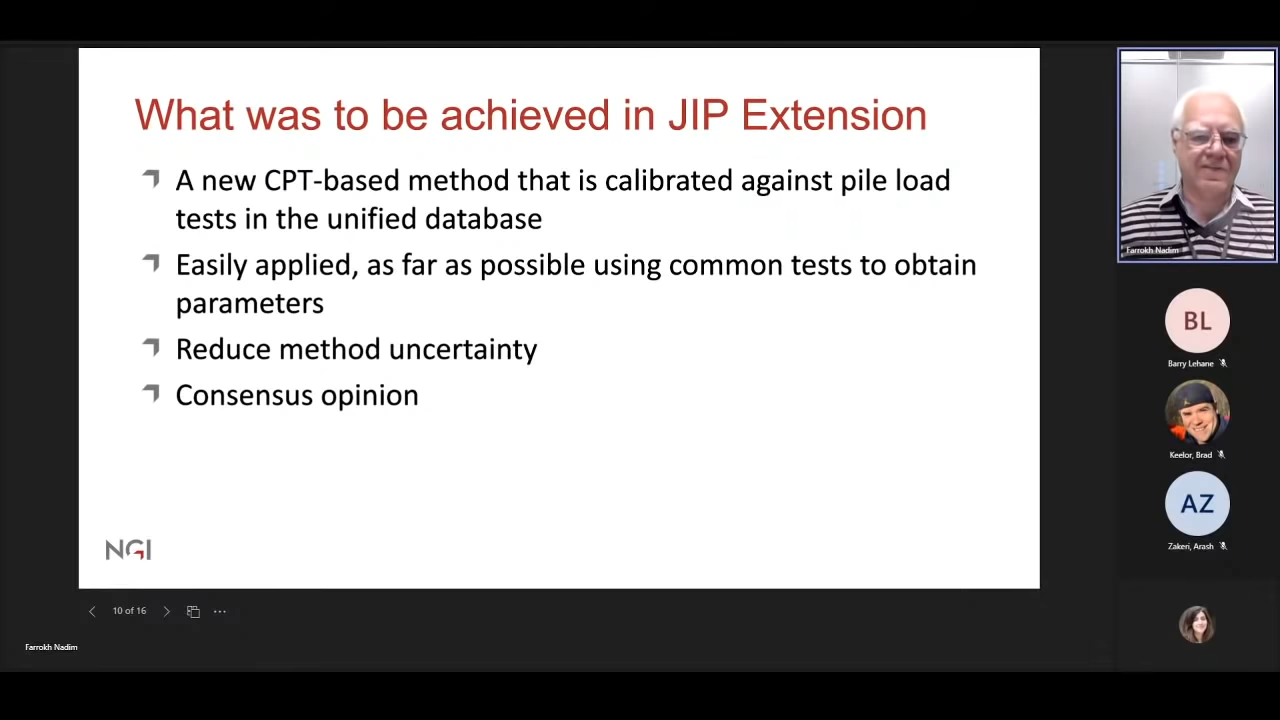 What was to be achieved in JIP Extension
A new CPT-based method that is calibrated against pile load
tests in the unified database
Easily applied, as far as possible using common tests to obtain
parameters
Reduce method uncertainty
Consensus opinion
NGI
10 of 16
Farrokh Nadim
Farrokh Nadim
BL
Barry Lehane
Keelor, Brad
AZ
Zakeri, Arash